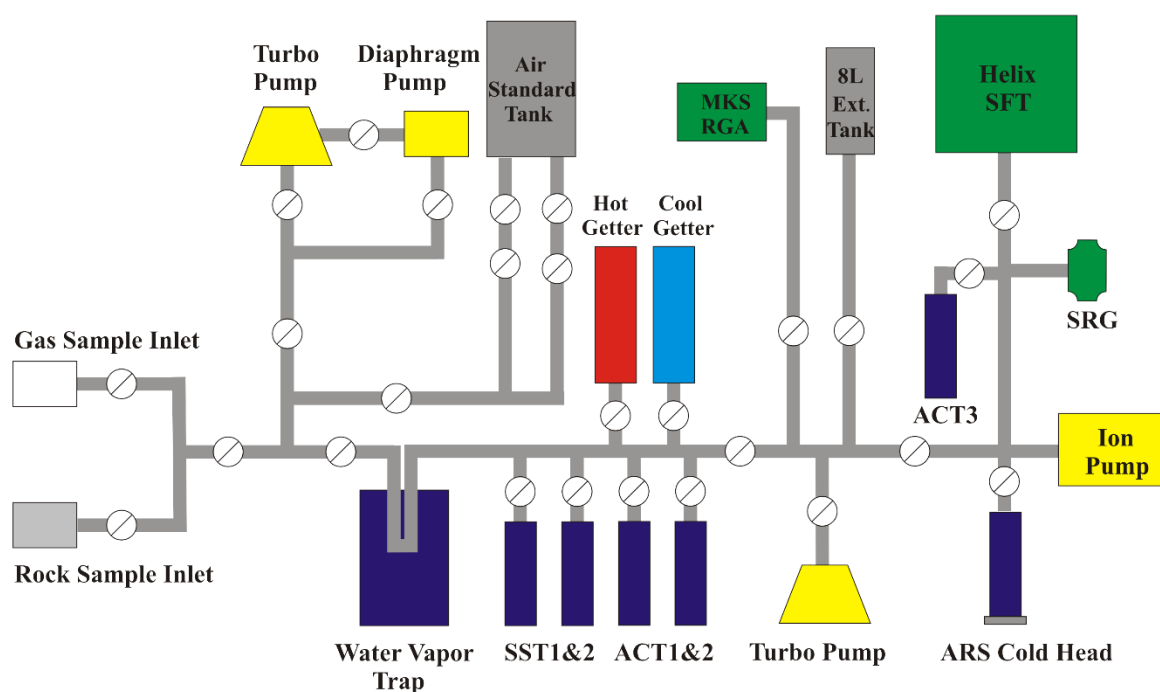 Turbo
Pump
Diaphragm
Pump
Air
Standard
Tank
MKS
RGA
8L
Ext.
Tank
Helix
SFT
Hot
Getter
Cool
Getter
SRG
Gas Sample Inlet
ACT3
Ion
Pump
Rock Sample Inlet
Water Vapor
Trap
SST1&2
ACT1&2
Turbo Pump
ARS Cold Head